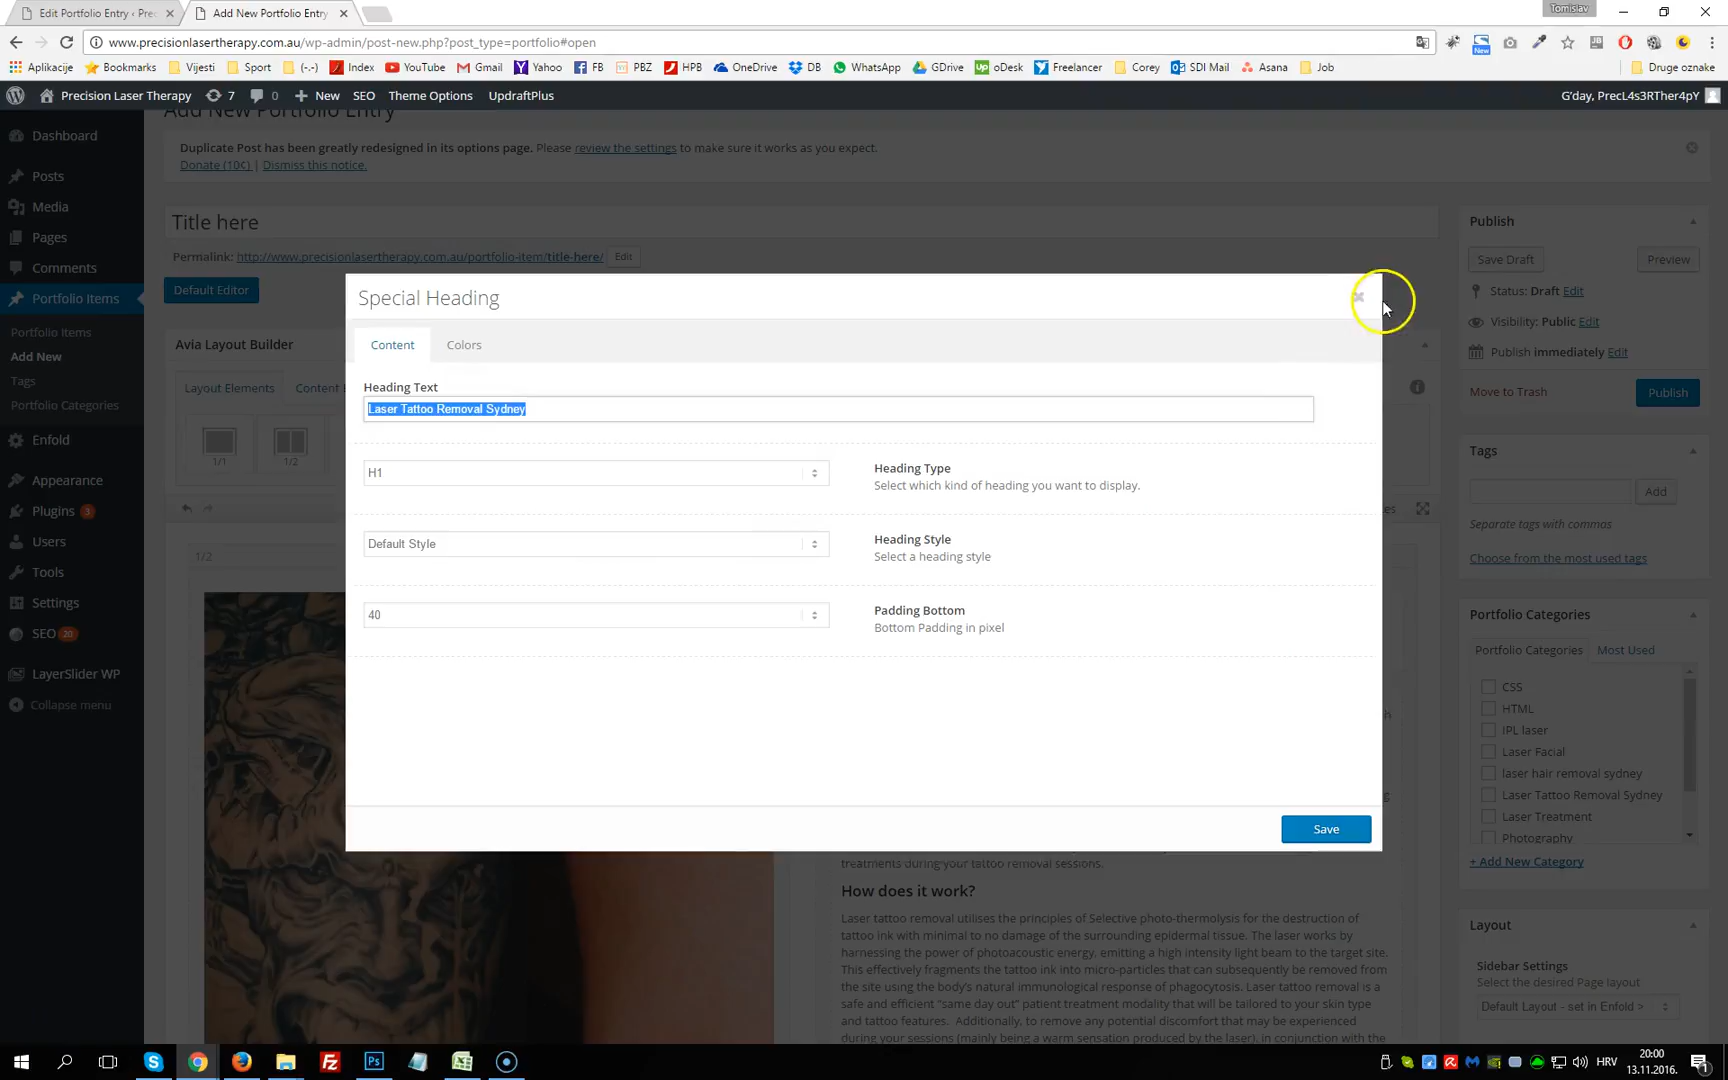 Edit Portfolio Entry ‹ Prec
Add New Portfolio Entry
Tomislav
www.precisionlasertherapy.com.au/wp-admin/post-new.php?post_type=portfolio#open
New
Aplikacije
Bookmarks
Vijesti
Sport
(-.-)
Index
YouTube
Gmail
Yahoo
FB
PBZ
HPB
OneDrive
DB
WhatsApp
GDrive
oDesk
Freelancer
Corey
SDI Mail
Asana
Job
Druge oznake
Precision Laser Therapy
7
0
New
SEO
Theme Options
UpdraftPlus
G'day, PrecL4s3RTher4pY
Dashboard
Posts
Media
Pages
Comments
Portfolio Items
Portfolio Items
Add New
Tags
Portfolio Categories
Enfold
Appearance
Plugins 3
Users
Tools
Settings
SEO 20
LayerSlider WP
Collapse menu
Add New Portfolio Entry
Duplicate Post has been greatly redesigned in its options page. Please review the settings to make sure it works as you expect.
Donate (10¢) | Dismiss this notice.
Title here
Permalink: http://www.precisionlasertherapy.com.au/portfolio-item/title-here/ Edit
Default Editor
Avia Layout Builder
Layout Elements
Content
1/1
1/2
1/2
Special Heading
Content
Colors
Heading Text
Laser Tattoo Removal Sydney
H1
Heading Type
Select which kind of heading you want to display.
Default Style
Heading Style
Select a heading style
40
Padding Bottom
Bottom Padding in pixel
Save
treatments during your tattoo removal sessions.
How does it work?
Laser tattoo removal utilises the principles of Selective photo-thermolysis for the destruction of
tattoo ink with minimal to no damage of the surrounding epidermal tissue. The laser works by
harnessing the power of photoacoustic energy, emitting a high intensity light beam to the target site.
This effectively fragments the tattoo ink into micro-particles that can subsequently be removed from
the site using the body's natural immunological response of phagocytosis. Laser tattoo removal is a
safe and efficient "same day out" patient treatment modality that will be tailored to your skin type
and tattoo features. Additionally, to remove any potential discomfort that may be experienced
during your sessions (mainly being a warm sensation produced by the laser), in conjunction with the
Publish
Save Draft
Preview
Status: Draft Edit
Visibility: Public Edit
Publish immediately Edit
Move to Trash
Publish
Tags
Add
Separate tags with commas
Choose from the most used tags
Portfolio Categories
Portfolio Categories
Most Used
CSS
HTML
IPL laser
Laser Facial
laser hair removal sydney
Laser Tattoo Removal Sydney
Laser Treatment
Photography
+ Add New Category
Layout
Sidebar Settings
Select the desired Page layout
Default Layout - set in Enfold >
HRV
20:00
13.11.2016.
1